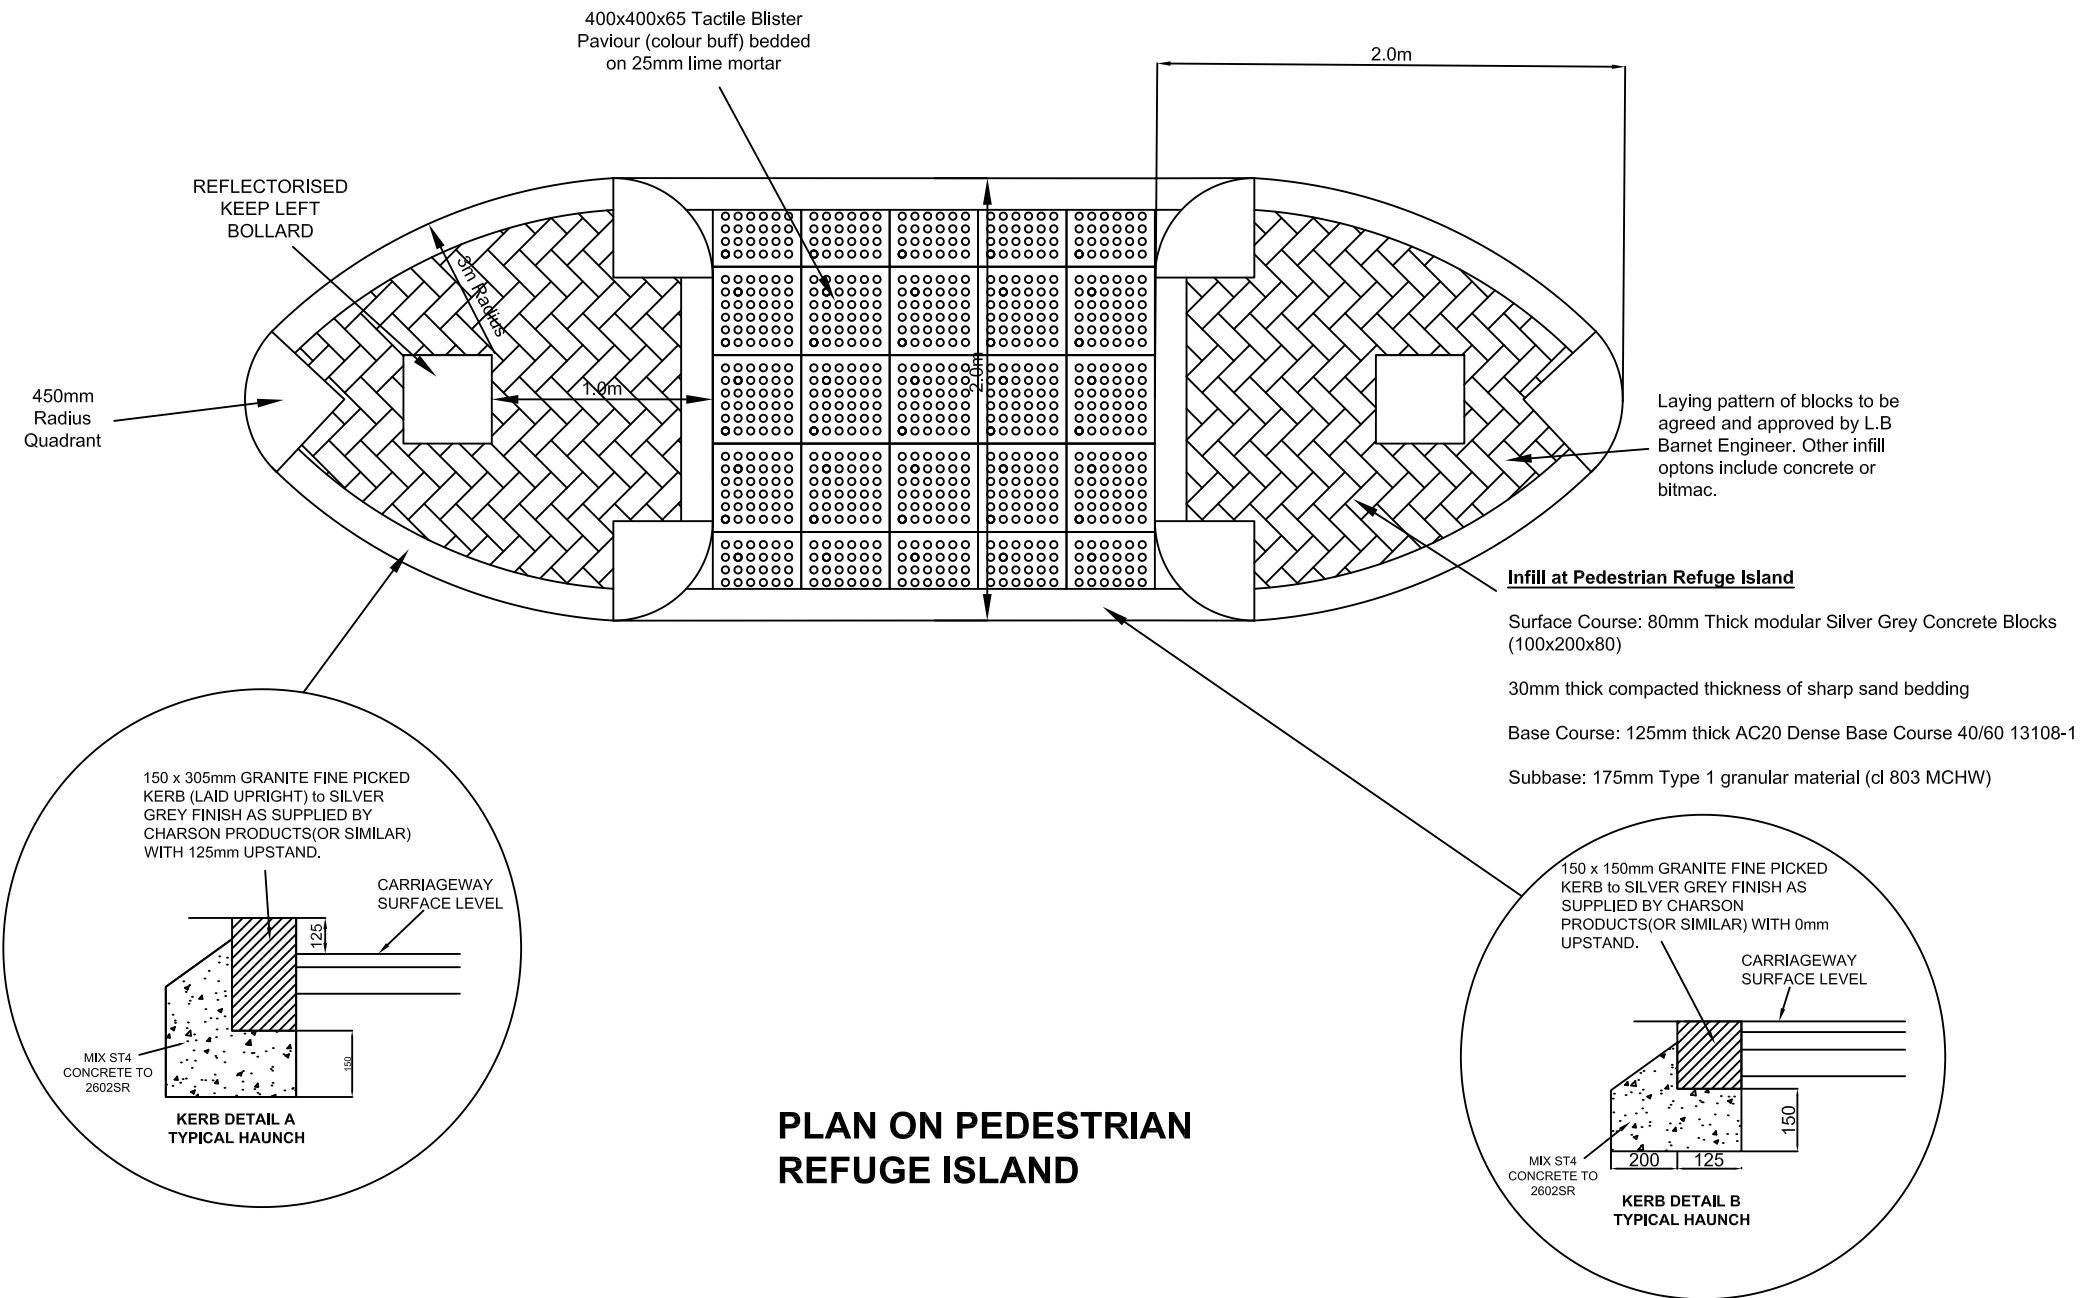 400x400x65 Tactile Blister
Paviour (colour buff) bedded
on 25mm lime mortar
2.0m
REFLECTORISED
KEEP LEFT
BOLLARD
3m Radius
1.0m
2.0m
450mm
Radius
Quadrant
Laying pattern of blocks to be
agreed and approved by L.B
Barnet Engineer. Other infill
optons include concrete or
bitmac.
Infill at Pedestrian Refuge Island
Surface Course: 80mm Thick modular Silver Grey Concrete Blocks
(100x200x80)
30mm thick compacted thickness of sharp sand bedding
Base Course: 125mm thick AC20 Dense Base Course 40/60 13108-1
Subbase: 175mm Type 1 granular material (cl 803 MCHW)
150 x 305mm GRANITE FINE PICKED
KERB (LAID UPRIGHT) to SILVER
GREY FINISH AS SUPPLIED BY
CHARSON PRODUCTS(OR SIMILAR)
WITH 125mm UPSTAND.
CARRIAGEWAY
SURFACE LEVEL
125
150
MIX ST4
CONCRETE TO
2602SR
KERB DETAIL A
TYPICAL HAUNCH
PLAN ON PEDESTRIAN
REFUGE ISLAND
150 x 150mm GRANITE FINE PICKED
KERB to SILVER GREY FINISH AS
SUPPLIED BY CHARSON
PRODUCTS(OR SIMILAR) WITH 0mm
UPSTAND.
CARRIAGEWAY
SURFACE LEVEL
150
200 125
MIX ST4
CONCRETE TO
2602SR
KERB DETAIL B
TYPICAL HAUNCH